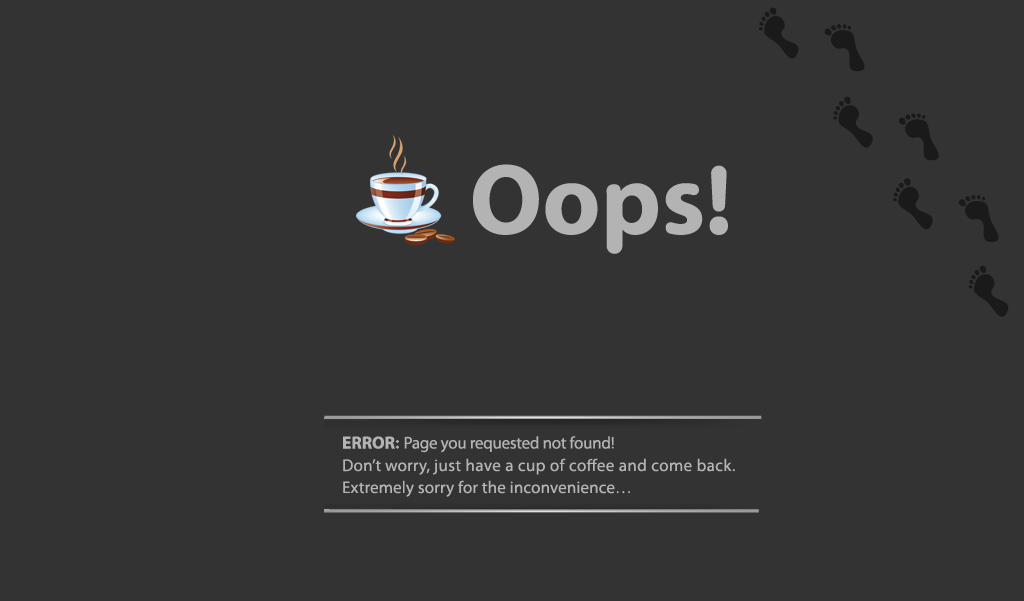 Oops!
ERROR: Page you requested not found!
Don’t worry, just have a cup of coffee and come back.
Extremely sorry for the inconvenience…